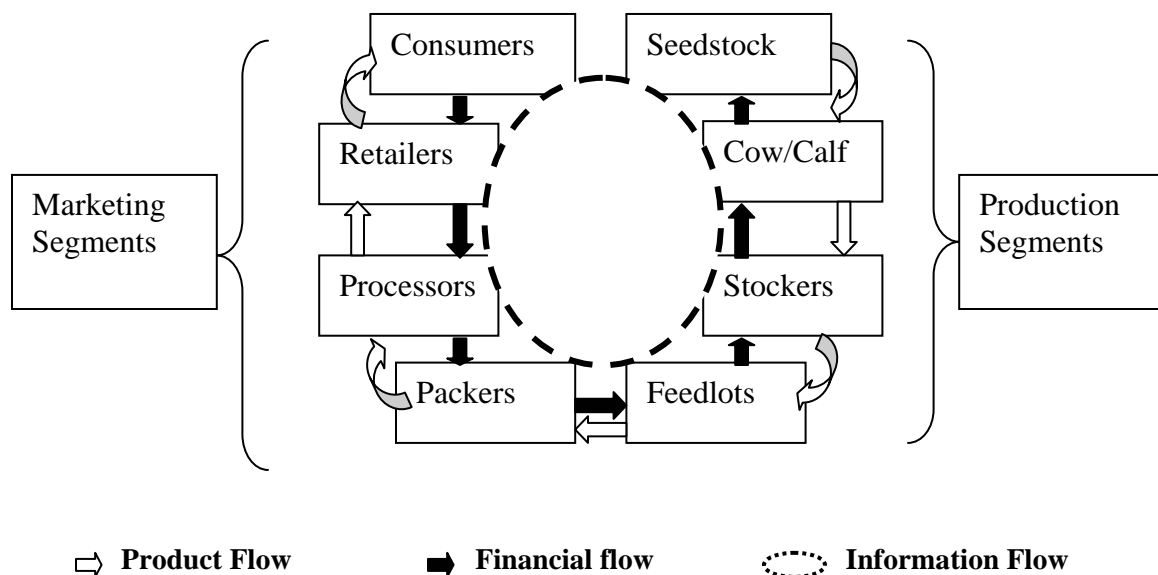 Consumers
Seedstock
Retailers
Cow/Calf
Marketing
Segments
Production
Segments
Processors
Stockers
Packers
Feedlots
Product Flow
Financial flow
Information Flow